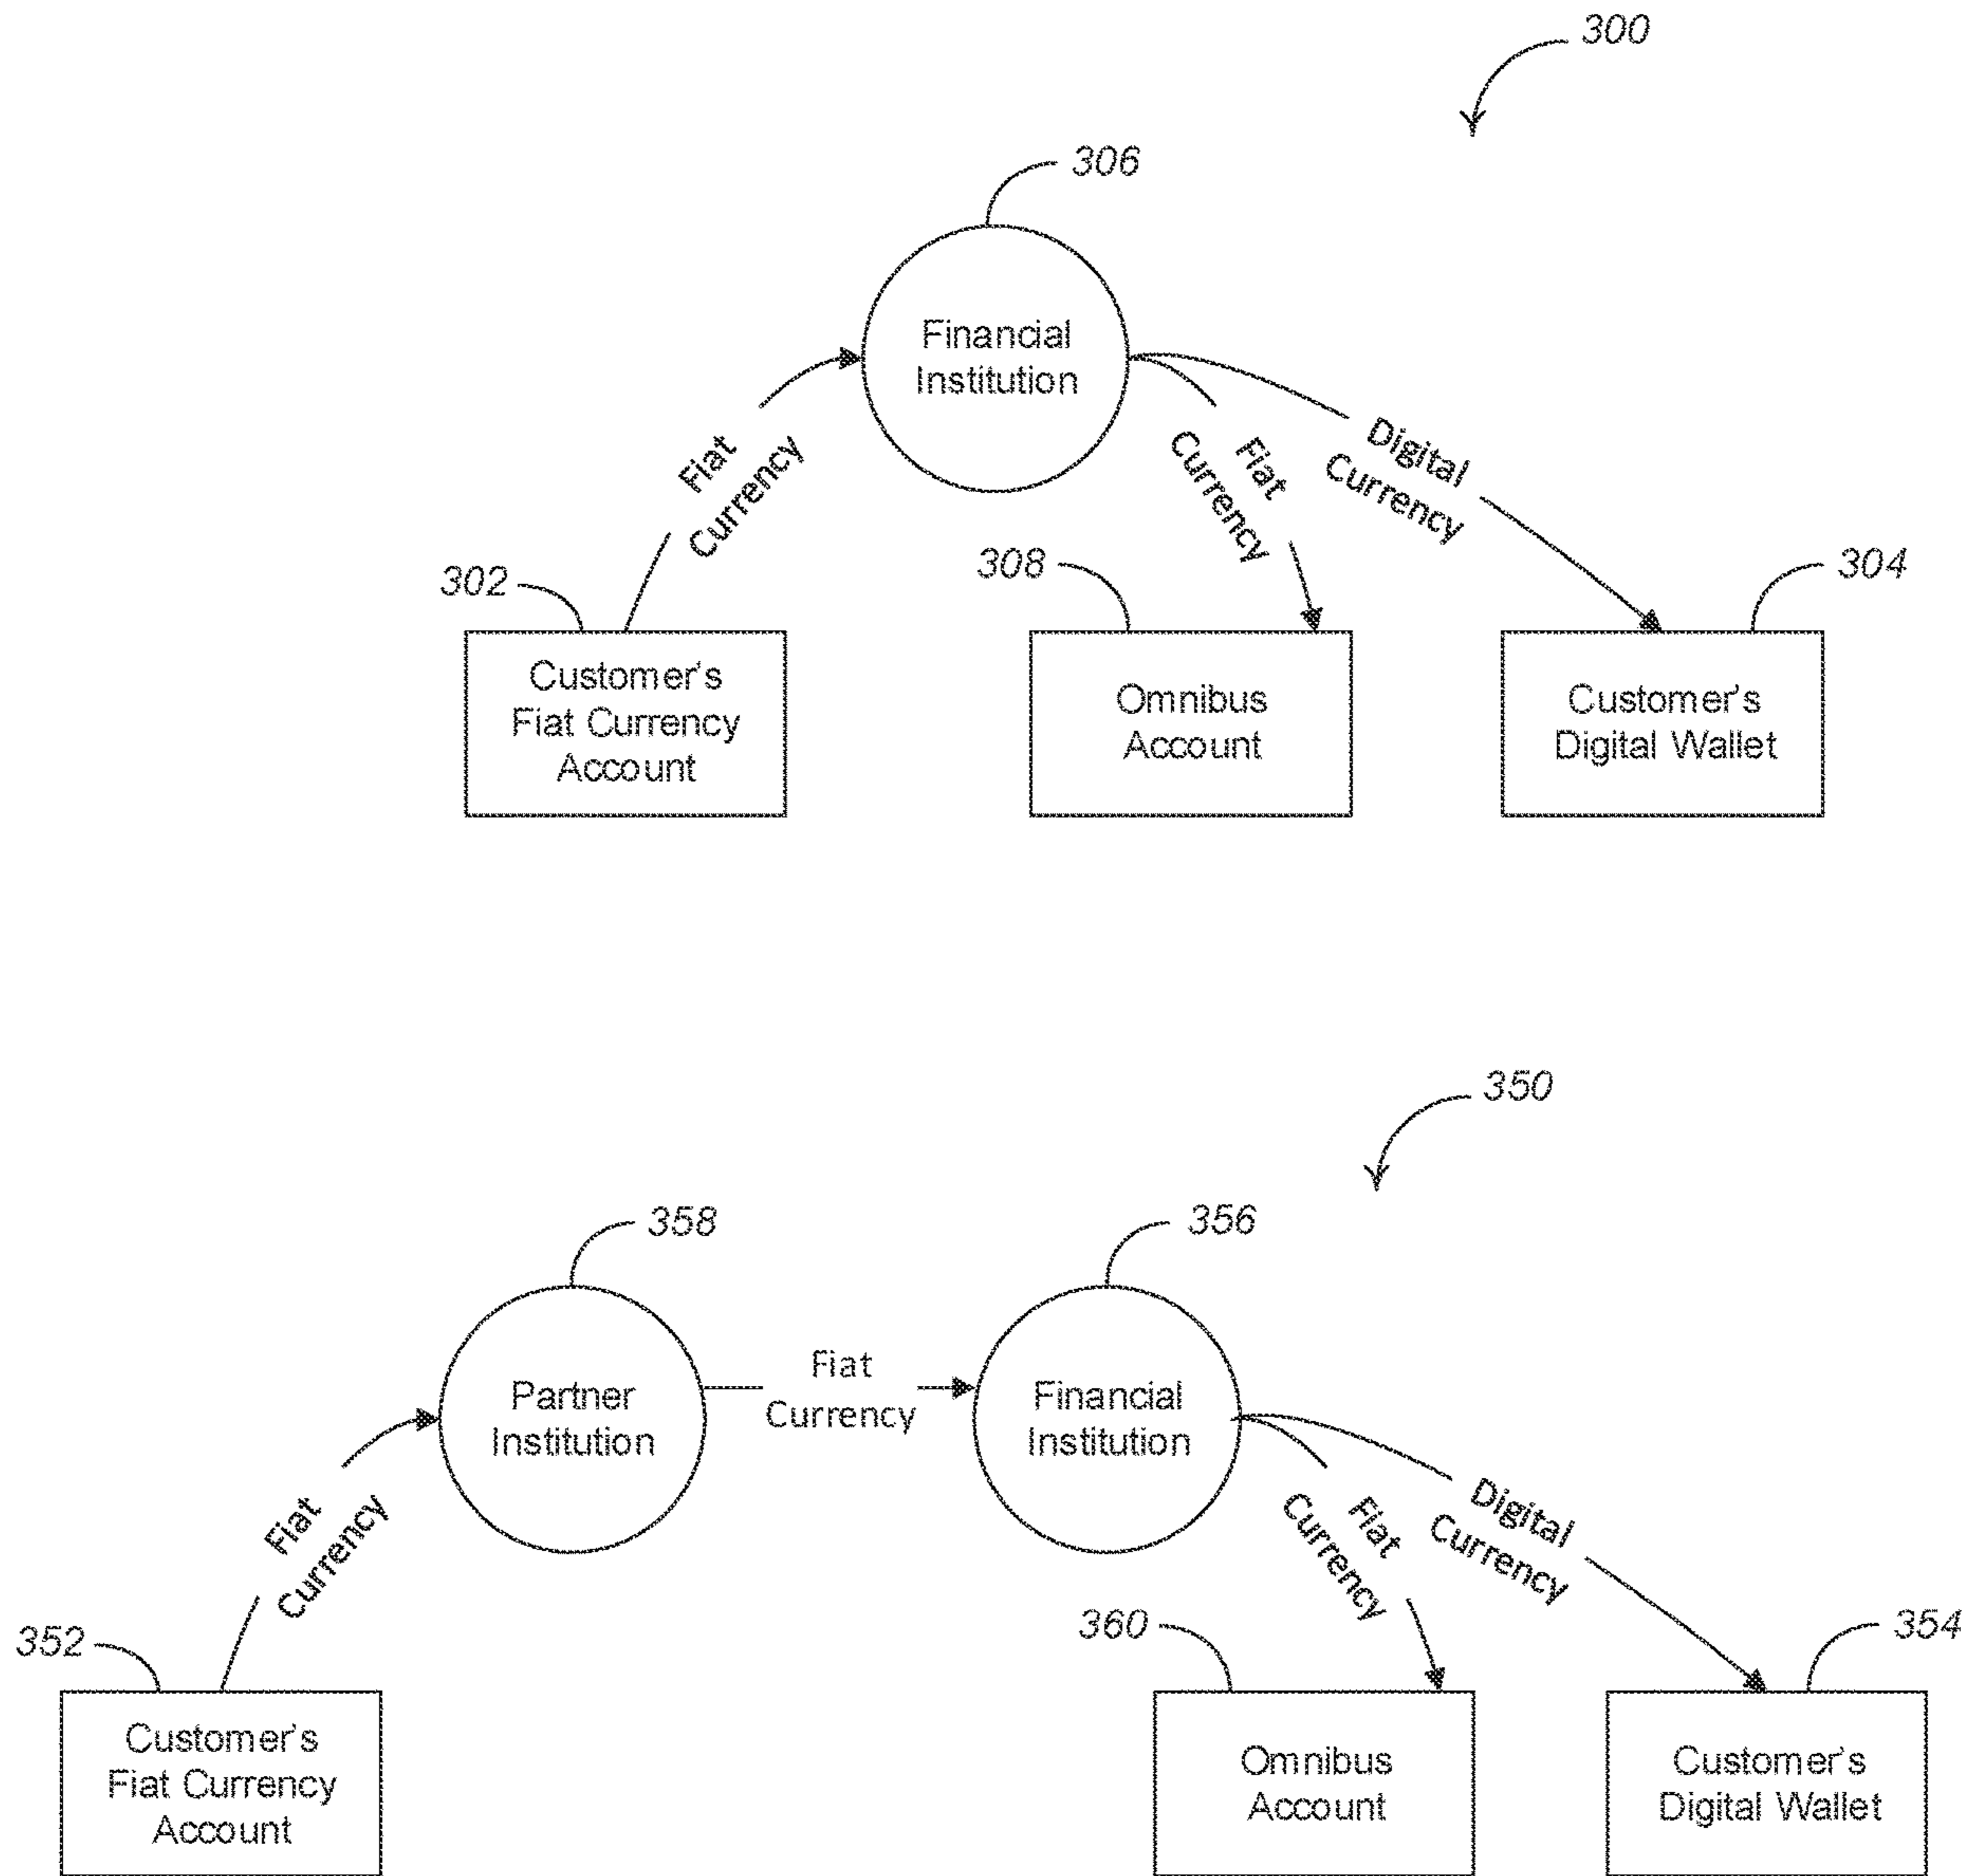 300
306
Financial
Institution
Fiat
Currency
Fiat
Currency
Digital
Currency
302
308
304
Customer's
Fiat Currency
Account
Omnibus
Account
Customer's
Digital Wallet
350
358
356
Partner
Institution
Fiat
Currency
Financial
Institution
Fiat
Currency
Fiat
Currency
Digital
Currency
352
360
354
Customer's
Fiat Currency
Account
Omnibus
Account
Customer's
Digital Wallet